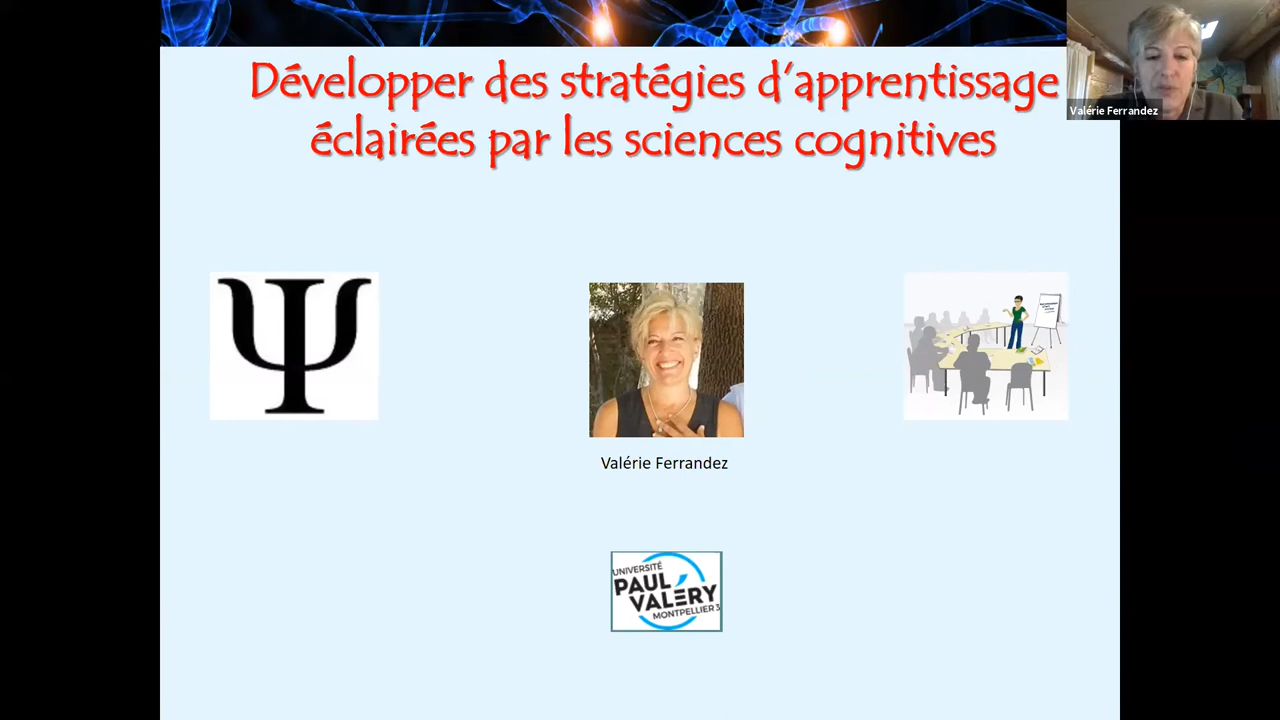 Développer des stratégies d'apprentissage
éclairées par les sciences cognitives
Valérie Ferrandez
Valérie Ferrandez
UNIVERSITÉ
PAUL
VALÉRY
MONTPELLIER 3